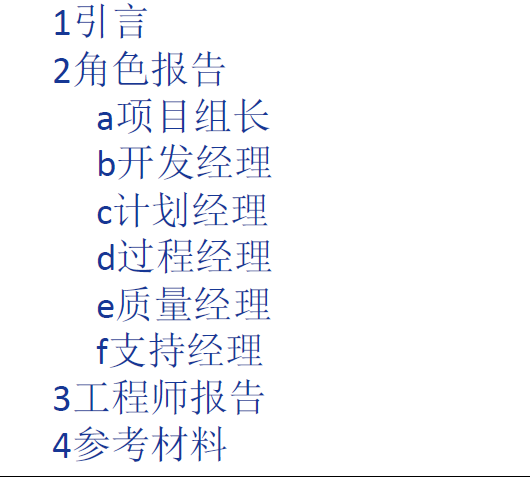 1引言
2角色报告
a项目组长
b开发经理
c计划经理
d过程经理
e质量经理
f支持经理
3工程师报告
4参考材料